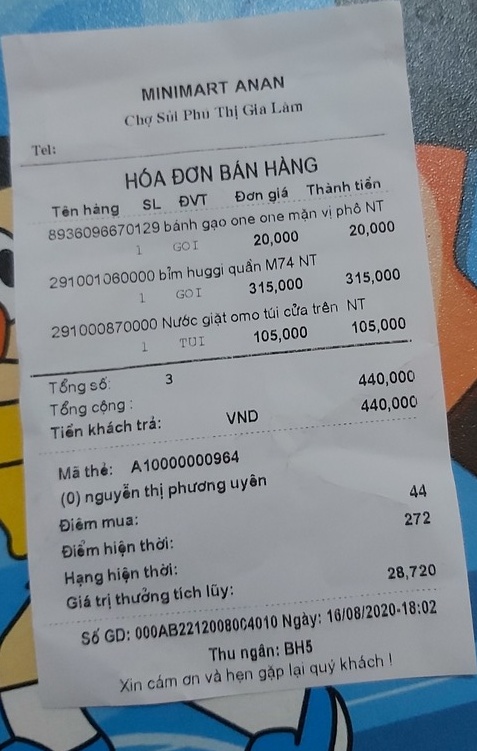 MINIMART ANAN
Chợ Sủi Phú Thị Gia Lâm
Tel:
HÓA ĐƠN BÁN HÀNG
Tên hàng SL ĐVT Đơn giá Thành tiền
8936096670129 bánh gạo one one mặn vị phô NT
1 GOI 20,000 20,000
291001060000 bỉm huggi quần M74 NT
1 GOI 315,000 315,000
291000870000 Nước giặt omo túi cửa trên NT
1 TUI 105,000 105,000
Tổng số: 3
Tổng cộng : 440,000
Tiền khách trả: VND 440,000
Mã thẻ: A10000000964
(0) nguyễn thị phương uyên
Điểm mua: 44
Điểm hiện thời: 272
Hạng hiện thời:
Giá trị thưởng tích lũy: 28,720
Số GD: 000AB2212008004010 Ngày: 16/08/2020-18:02
Thu ngân: BH5
Xin cám ơn và hẹn gặp lại quý khách !